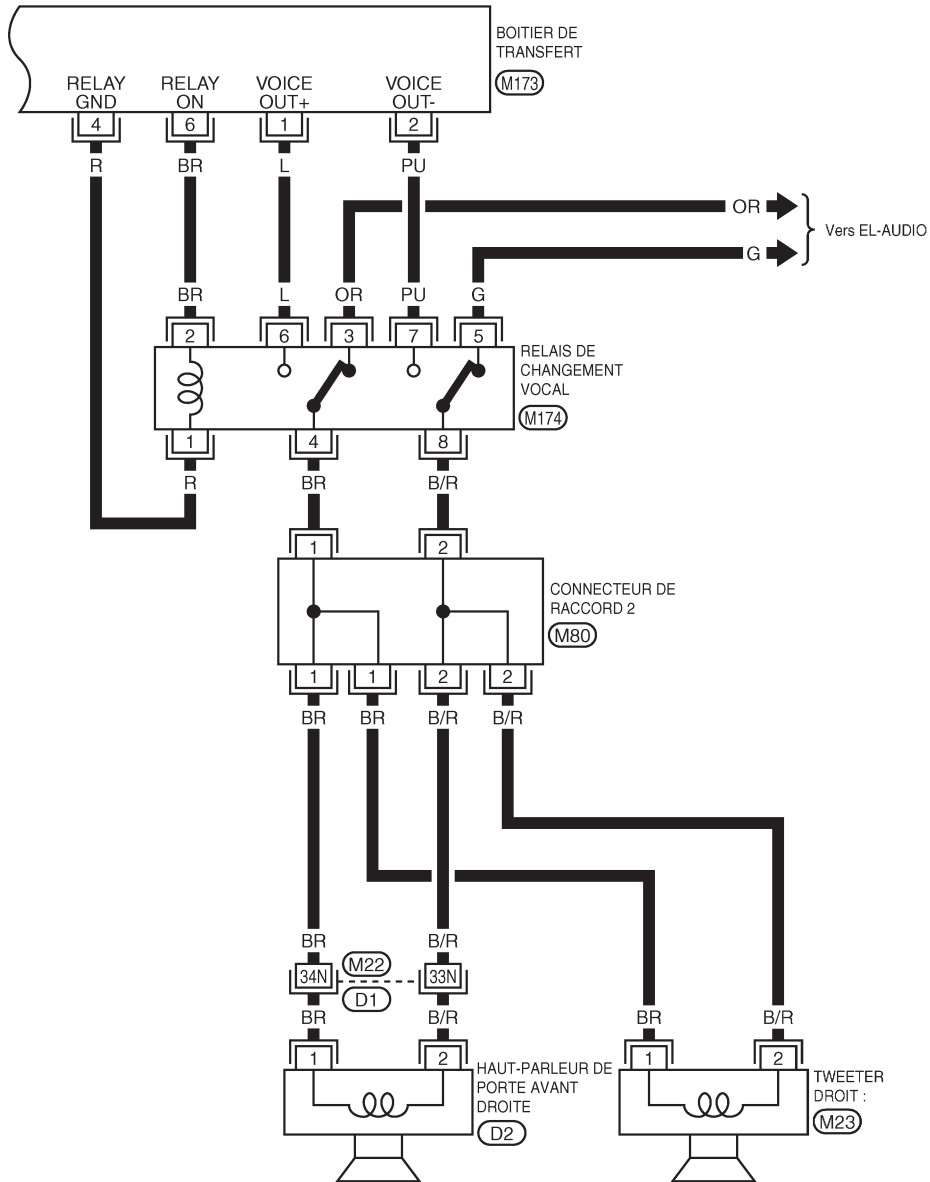 BOITIER DE
TRANSFERT
M173
RELAY GND
RELAY ON
VOICE OUT+
VOICE OUT-
4 6 1 2
R BR L PU
OR
Vers EL-AUDIO
G
BR L OR PU G
2 6 3 7 5
RELAIS DE
CHANGEMENT
VOCAL
M174
1 4 8
R BR B/R
1 2
CONNECTEUR DE
RACCORD 2
M80
1 1 2 2
BR BR B/R B/R
BR B/R
34N M22 33N
D1
BR B/R BR B/R
1 2 1 2
HAUT-PARLEUR DE
PORTE AVANT
DROITE
D2
TWEETER
DROIT :
M23